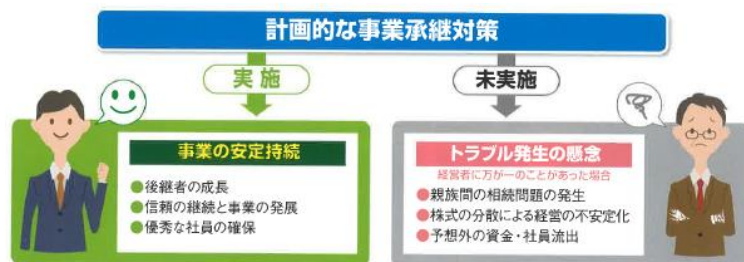 計画的な事業承継対策
実施
未実施
事業の安定持続
●後継者の成長
●信頼の継続と事業の発展
●優秀な社員の確保
トラブル発生の懸念
経営者に万が一のことがあった場合
●親族間の相続問題の発生
●株式の分散による経営の不安定化
●予想外の資金・社員流出